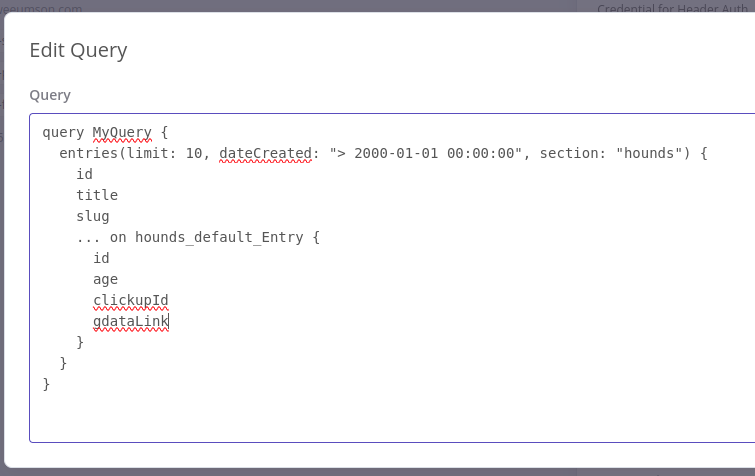 Credential for Header Auth
Edit Query
Query
query MyQuery {
  entries(limit: 10, dateCreated: "> 2000-01-01 00:00:00", section: "hounds") {
    id
    title
    slug
    ... on hounds_default_Entry {
      id
      age
      clickupId
      gdataLink
    }
  }
}